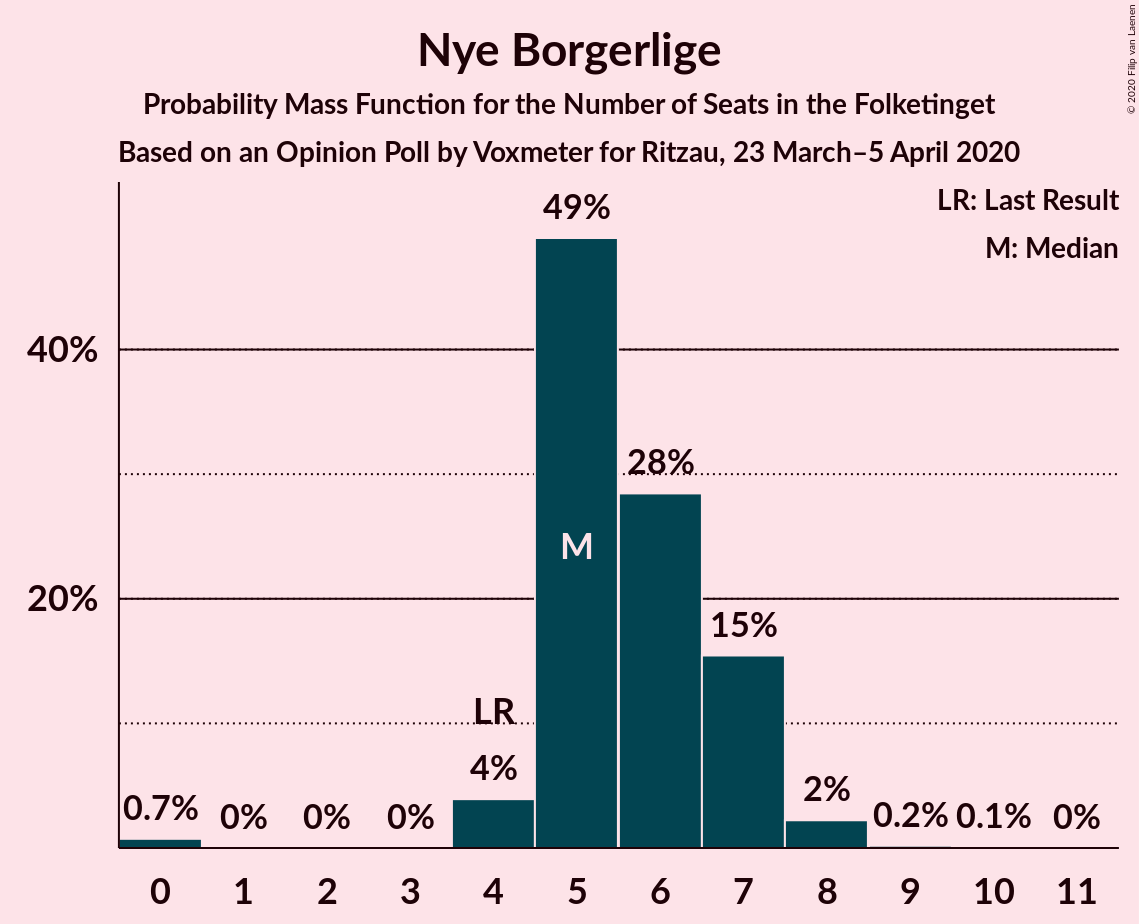 Nye Borgerlige
Probability Mass Function for the Number of Seats in the Folketinget
Based on an Opinion Poll by Voxmeter for Ritzau, 23 March–5 April 2020
© 2020 Filip van Laenen
LR: Last Result
M: Median
49%
40%
28%
M
20%
15%
LR
4%
2%
0.7%
0%
0%
0%
0.2%
0.1%
0%
0 1 2 3 4 5 6 7 8 9 10 11